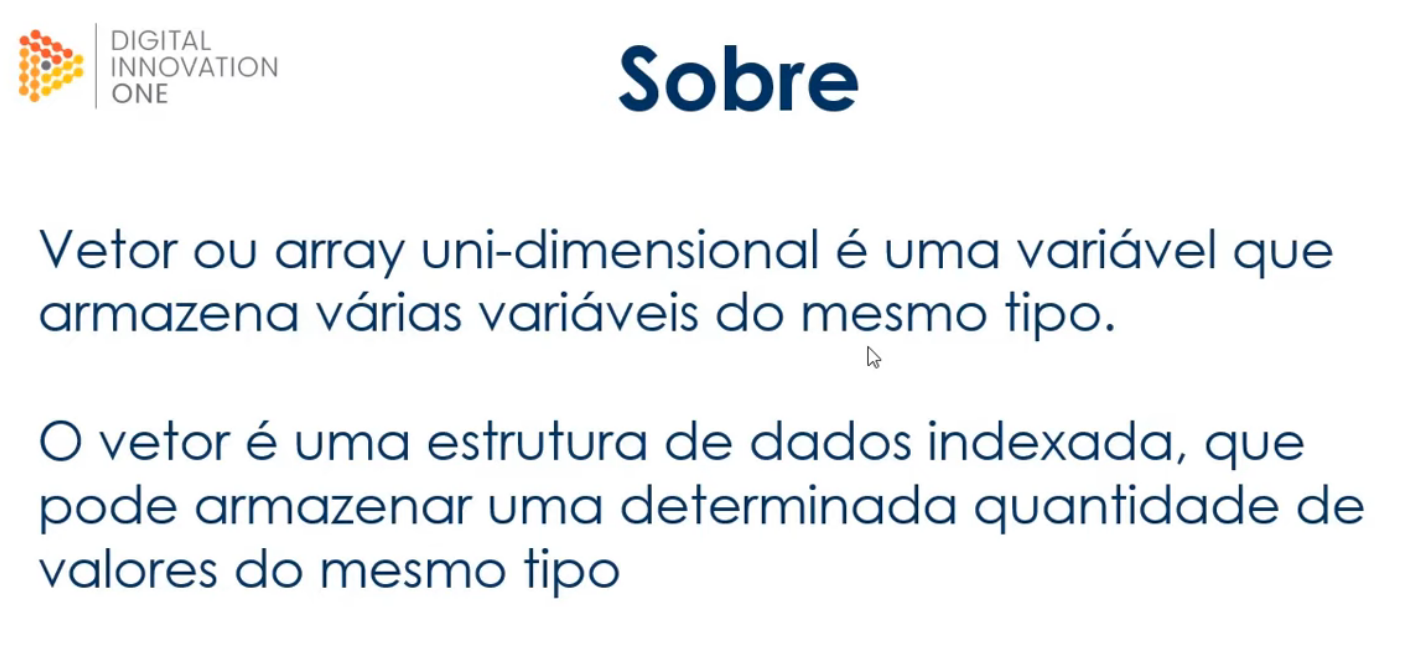 DIGITAL
INNOVATION
ONE
Sobre
Vetor ou array uni-dimensional é uma variável que
armazena várias variáveis do mesmo tipo.
O vetor é uma estrutura de dados indexada, que
pode armazenar uma determinada quantidade de
valores do mesmo tipo